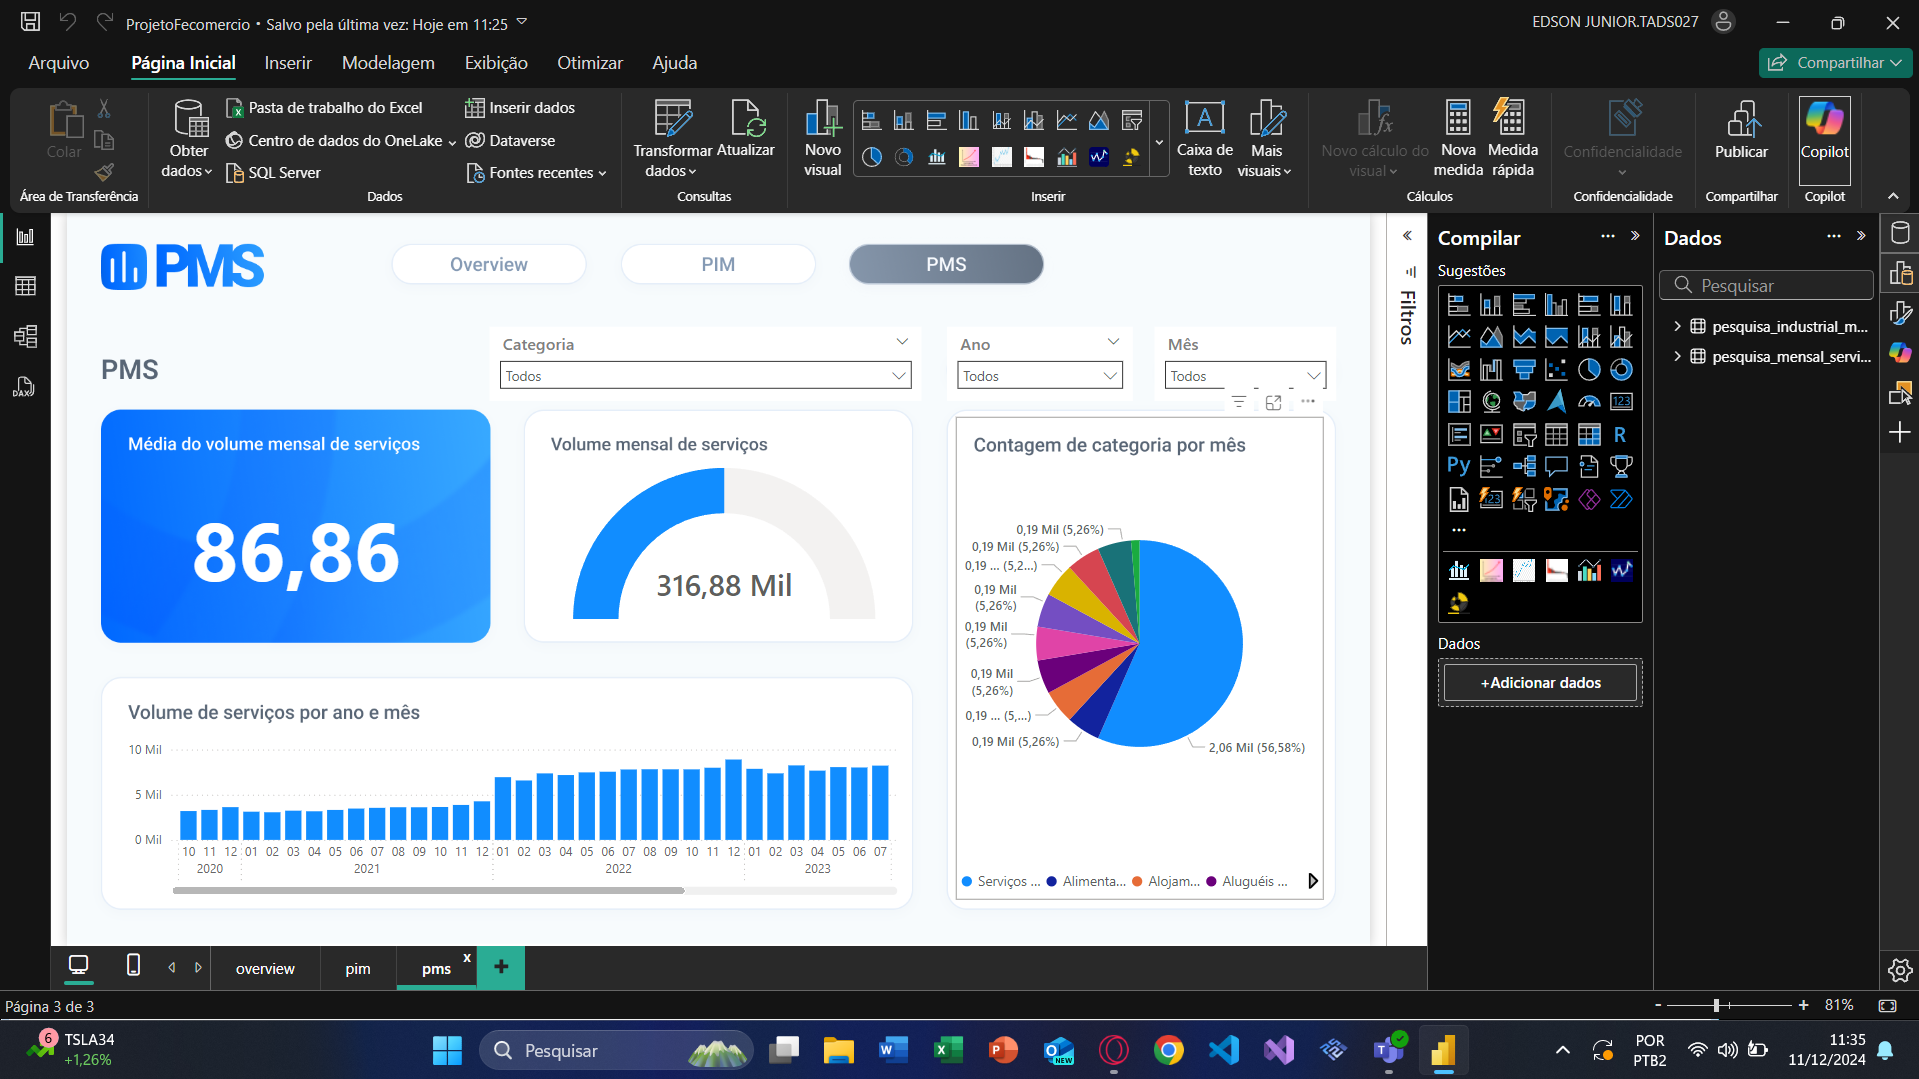 ProjetoFecomercio • Salvo pela última vez: Hoje em 11:25
EDSON JUNIOR.TADS027
Arquivo
Página Inicial
Inserir
Modelagem
Exibição
Otimizar
Ajuda
Compartilhar
Colar
Área de Transferência
Obter dados
Pasta de trabalho do Excel
Centro de dados do OneLake
SQL Server
Inserir dados
Dataverse
Fontes recentes
Dados
Transformar dados
Atualizar
Consultas
Novo visual
Caixa de texto
Mais visuais
Inserir
Novo cálculo do visual
Nova medida
Medida rápida
Cálculos
Confidencialidade
Confidencialidade
Publicar
Compartilhar
Copilot
Copilot
PMS
Overview
PIM
PMS
PMS
Categoria
Todos
Ano
Todos
Mês
Todos
Média do volume mensal de serviços
86,86
Volume mensal de serviços
316,88 Mil
Contagem de categoria por mês
0,19 Mil (5,26%)
0,19 Mil (5,26%)
0,19 ... (5,2...)
0,19 Mil
(5,26%)
0,19 Mil
(5,26%)
0,19 Mil
(5,26%)
0,19 ... (5,...)
0,19 Mil (5,26%)
2,06 Mil (56,58%)
Serviços ... Alimenta... Alojam... Aluguéis ...
Volume de serviços por ano e mês
10 Mil
5 Mil
0 Mil
10 11 12 01 02 03 04 05 06 07 08 09 10 11 12 01 02 03 04 05 06 07 08 09 10 11 12 01 02 03 04 05 06 07
2020 2021 2022 2023
Filtros
Compilar
Sugestões
123
R
Py
123
Dados
+Adicionar dados
Dados
Pesquisar
pesquisa_industrial_m...
pesquisa_mensal_servi...
DAX
overview
pim
pms
x
Página 3 de 3
81%
6
TSLA34
+1,26%
Pesquisar
NEW
POR
PTB2
11:35
11/12/2024